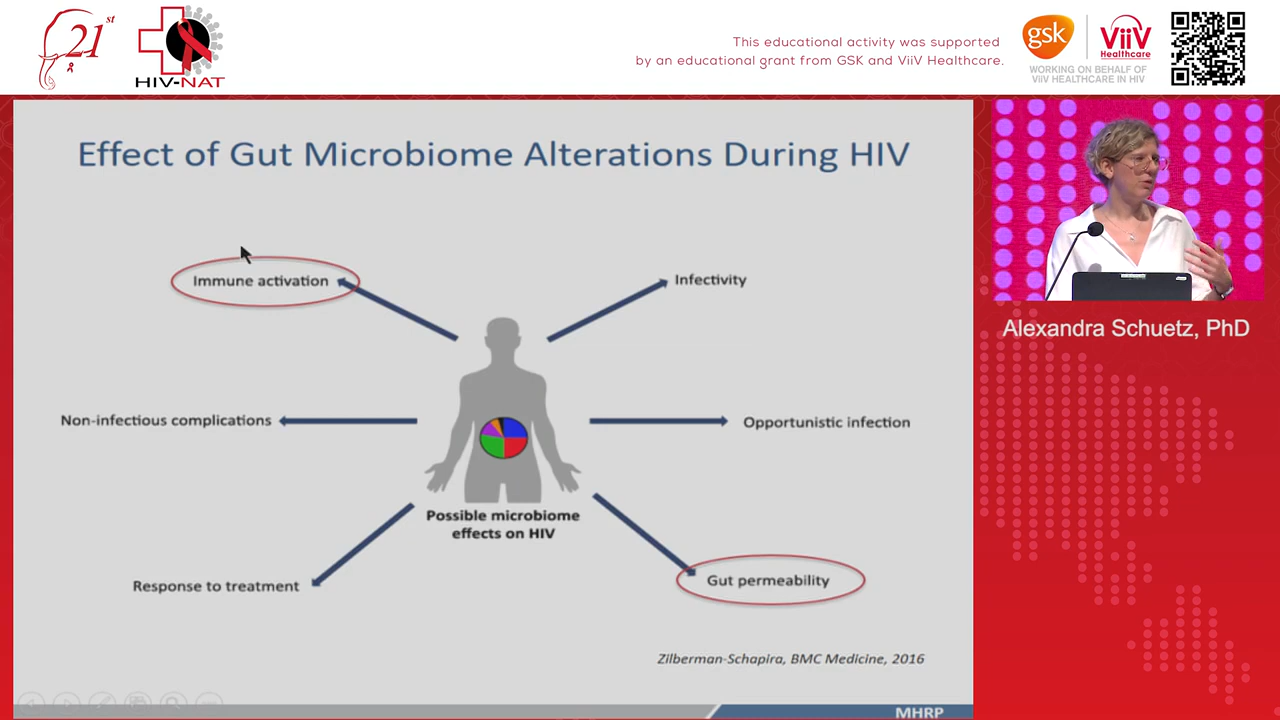 21st
HIV-NAT
This educational activity was supported
by an educational grant from GSK and ViiV Healthcare.
gsk
ViiV
Healthcare
WORKING ON BEHALF OF
VIIV HEALTHCARE IN HIV
Effect of Gut Microbiome Alterations During HIV
Immune activation
Infectivity
Non-infectious complications
Opportunistic infection
Possible microbiome
effects on HIV
Response to treatment
Gut permeability
Zilberman-Schapira, BMC Medicine, 2016
MHRP
Alexandra Schuetz, PhD